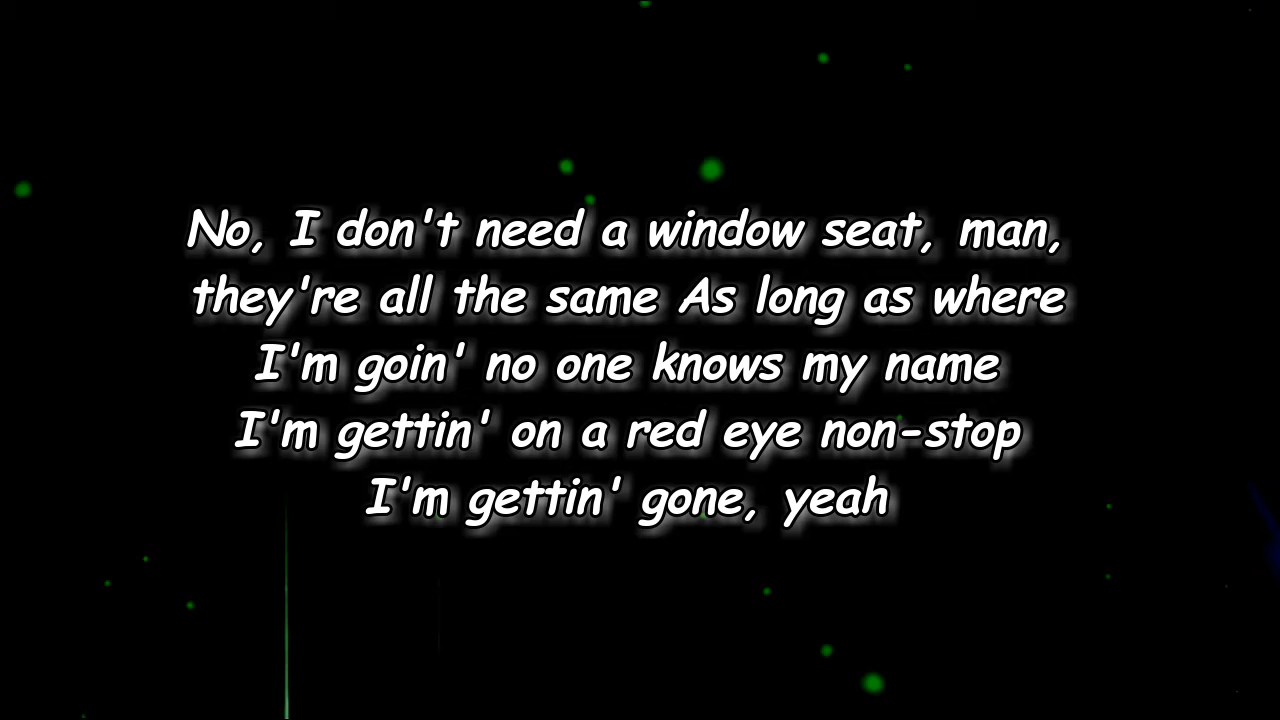 No, I don't need a window seat, man,
they're all the same As long as where
I'm goin' no one knows my name
I'm gettin' on a red eye non-stop
I'm gettin' gone, yeah